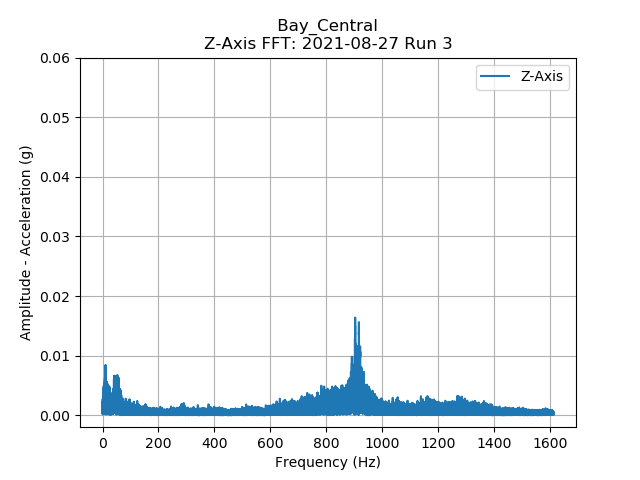 Bay_Central
Z-Axis FFT: 2021-08-27 Run 3
Z-Axis
0.06
0.05
0.04
0.03
0.02
0.01
0.00
Amplitude - Acceleration (g)
0 200 400 600 800 1000 1200 1400 1600
Frequency (Hz)